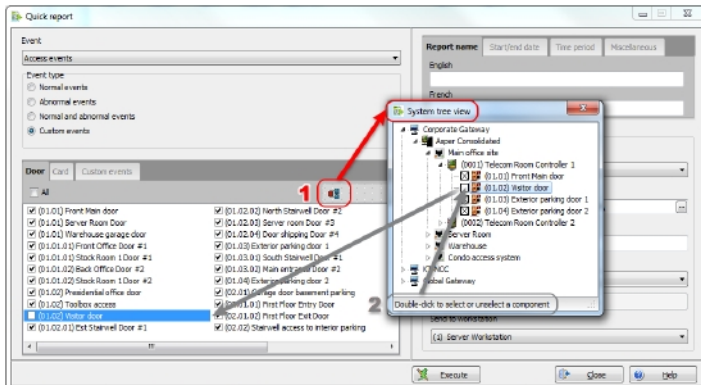 Quick report
Event
Access events
Event type
Normal events
Abnormal events
Normal and abnormal events
Custom events
Door Card Custom events
All
1
(01.01) Front Main door
(01.01) Server Room Door
(01.01) Warehouse garage door
(01.01.01) Front Office Door #1
(01.01.01) Stock Room 1 Door #1
(01.01.02) Back Office Door #2
(01.01.02) Stock Room 1 Door #2
(01.02) Presidential office door
(01.02) Toolbox access
(01.02) Visitor door
(01.02.01) Est Stairwell Door #1
(01.02.02) North Stairwell Door #2
(01.02.03) Server room Door #3
(01.02.04) Door shipping Door #4
(01.03) Exterior parking door 1
(01.03.01) South Stairwell Door
(01.03.02) Main entrance Door
(01.04) Exterior parking door 2
(02.01) Garage door basement parking
(02.01.01) First Floor Entry Door
(02.01.02) First Floor Exit Door
(02.02) Stairwell access to interior parking
Report name Start/end date Time period Miscellaneous
English
French
System tree view
Corporate Gateway
Asper Consolidated
Main office site
(0001) Telecom Room Controller 1
(01.01) Front Main door
(01.02) Visitor door
(01.03) Exterior parking door 1
(01.04) Exterior parking door 2
(0002) Telecom Room Controller 2
Server Room
Warehouse
Condo access system
Global Gateway
2
Double-click to select or unselect a component
Send to workstation
(1) Server Workstation
Execute
Close
Help